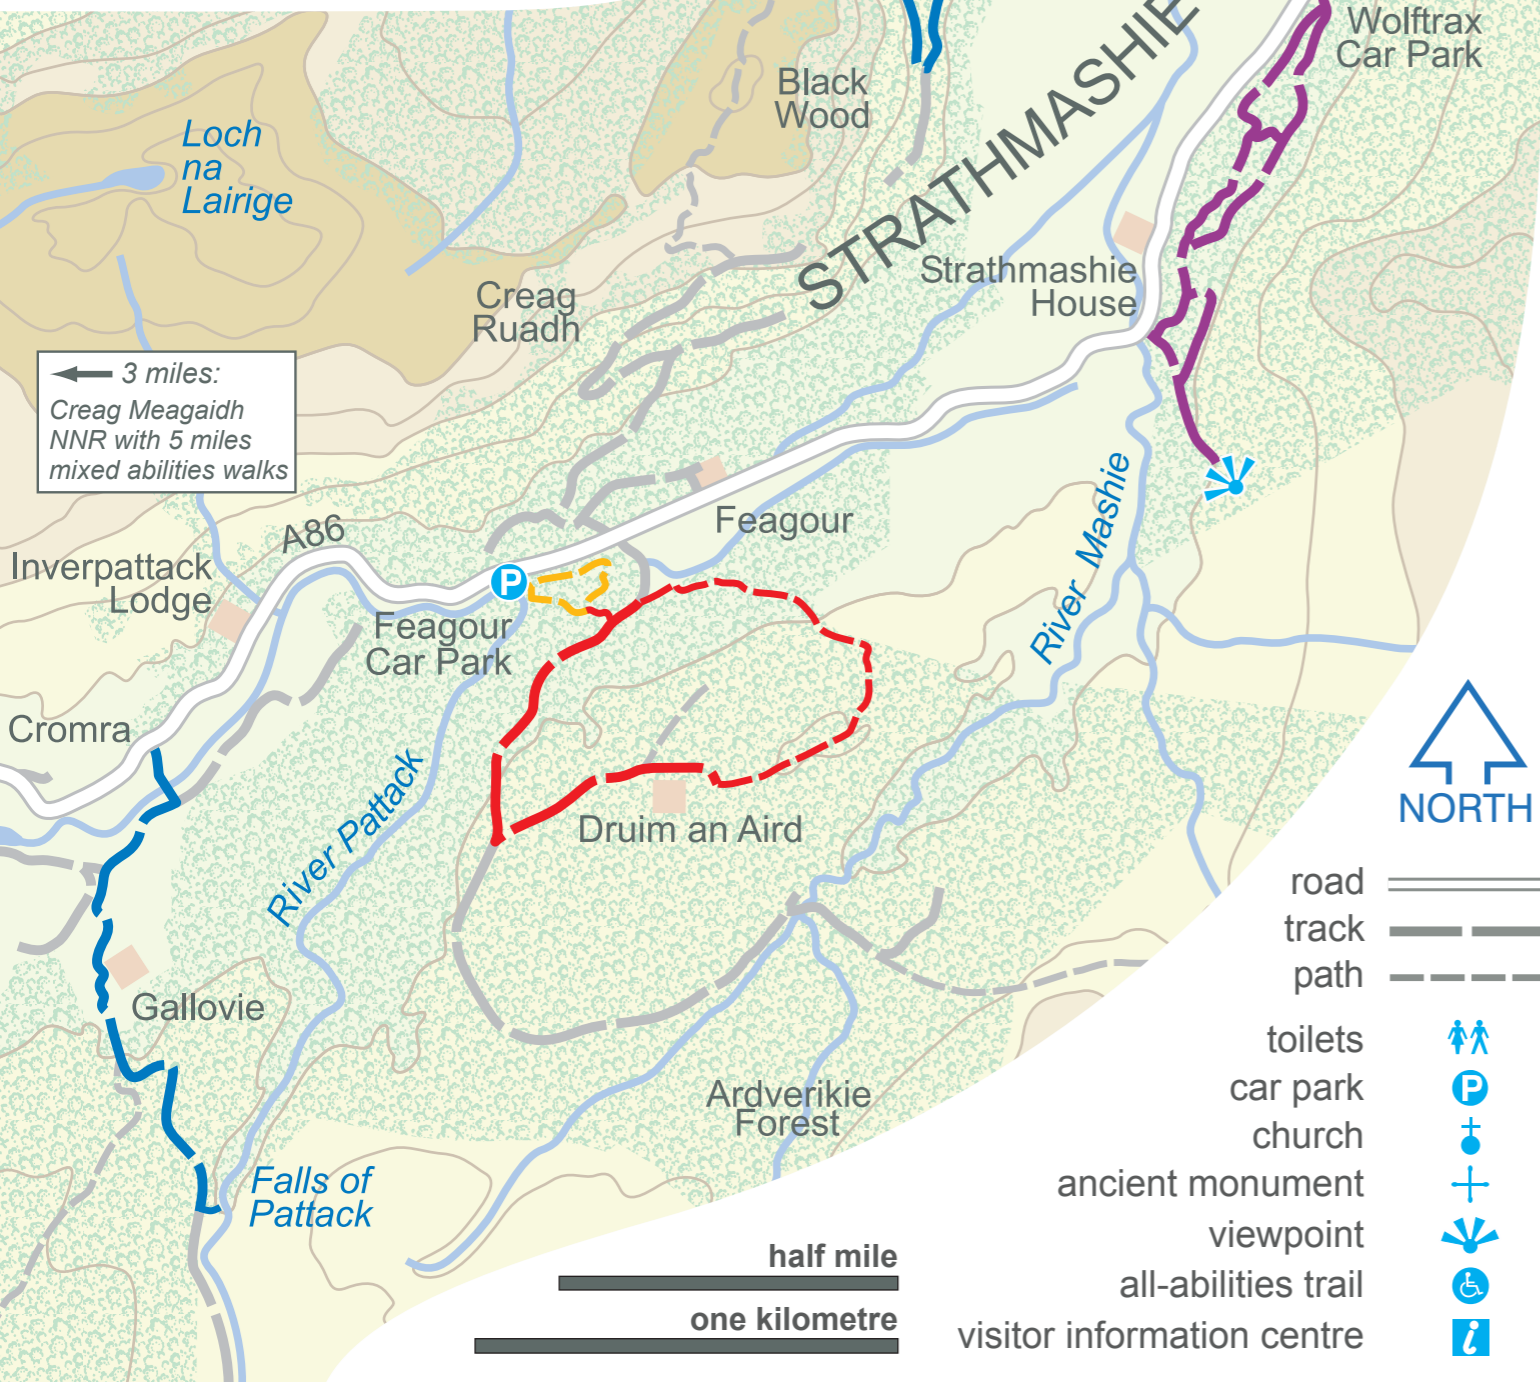 Wolftrax
Car Park
Black
Wood
STRATHMASHIE
Loch
na
Lairige
Strathmashie
House
Creag
Ruadh
3 miles:
Creag Meagaidh
NNR with 5 miles
mixed abilities walks
A86
Feagour
Inverpattack
Lodge
P
Feagour
Car Park
River Mashie
Cromra
River Pattack
Druim an Aird
NORTH
Gallovie
Ardverikie
Forest
Falls of
Pattack
road
track
path
toilets
car park P
church
ancient monument
viewpoint
all-abilities trail
visitor information centre i
half mile
one kilometre